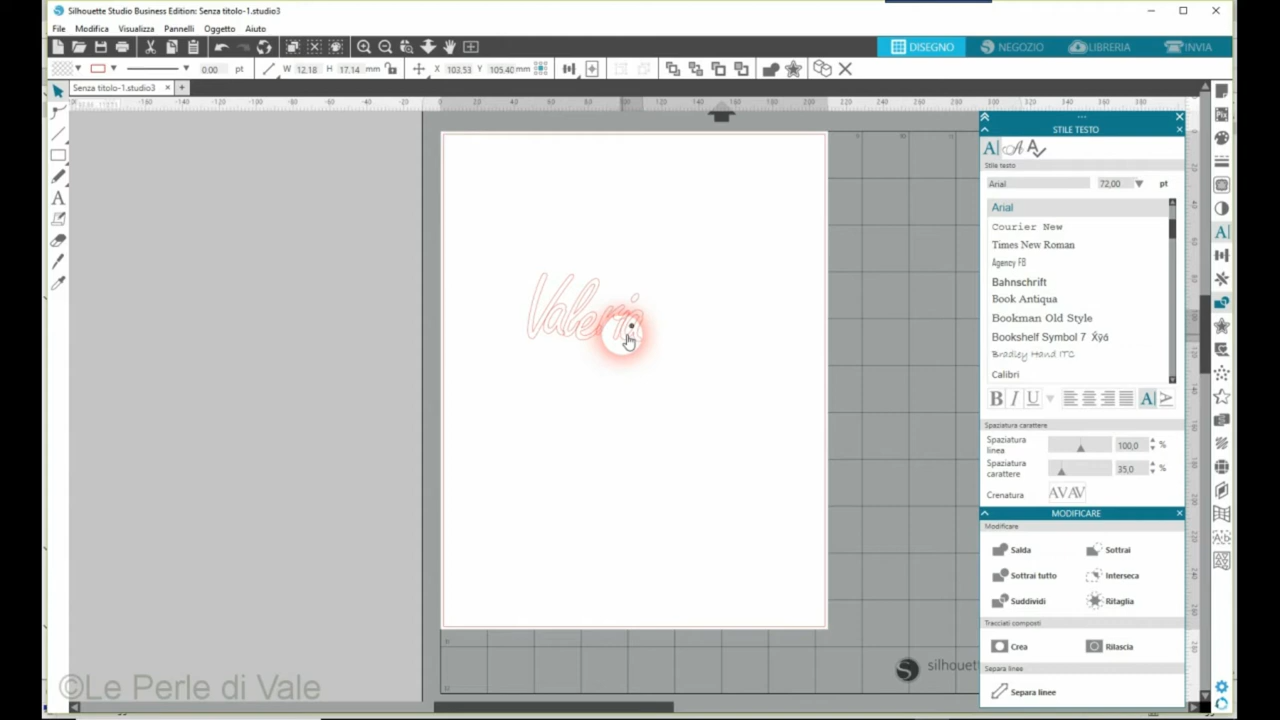 Silhouette Studio Business Edition: Senza titolo-1.studio3
File Modifica Visualizza Pannelli Oggetto Aiuto
DISEGNO NEGOZIO LIBRERIA INVIA
0.00 pt W 12.18 H 17.14 mm X 103.53 Y 105.40 mm
Senza titolo-1.studio3
STILE TESTO
Stile testo
Arial 72,00 pt
Arial
Courier New
Times New Roman
Agency FB
Bahnschrift
Book Antiqua
Bookman Old Style
Bookshelf Symbol 7
Bradley Hand ITC
Calibri
B I U
Spaziatura carattere
Spaziatura linea 100,0 %
Spaziatura carattere 35,0 %
Crenatura AV AV
MODIFICARE
Modificare
Salda Sottrai
Sottrai tutto Interseca
Suddividi Ritaglia
Tracciati composti
Crea Rilascia
Separa linee
Separa linee
Valeria
silhouette
©Le Perle di Vale